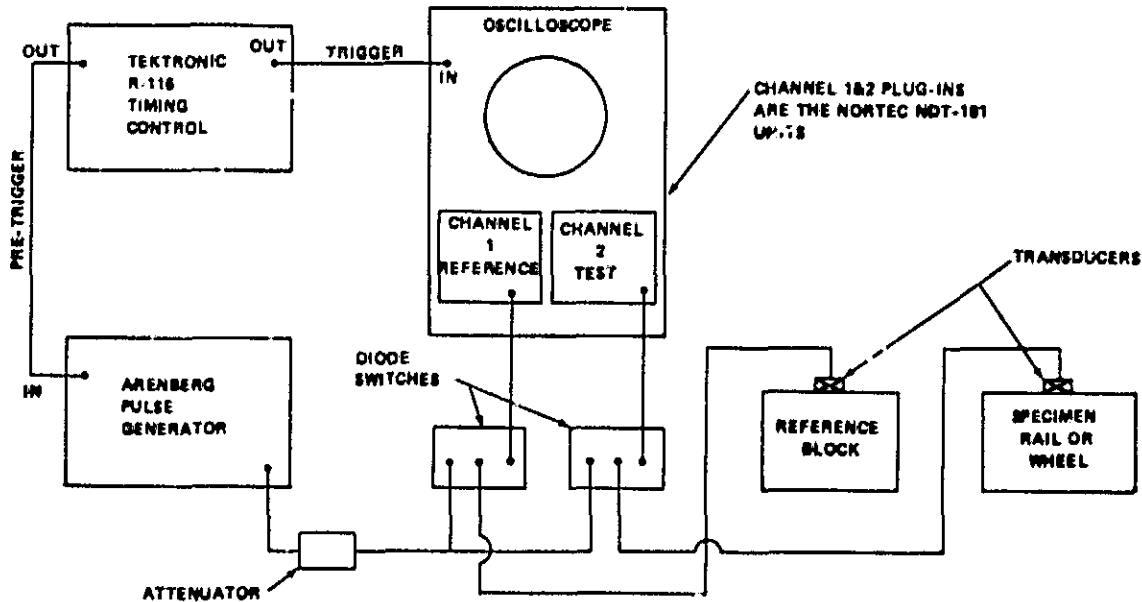 OSCILLOSCOPE
OUT
OUT
TRIGGER
IN
TEKTRONIC
R-116
TIMING
CONTROL
CHANNEL 1&2 PLUG-INS
ARE THE NORTEC NDT-181
PRE-TRIGGER
CHANNEL
1
REFERENCE
CHANNEL
2
TEST
TRANSDUCERS
DIODE
SWITCHES
IN
ARENBERG
PULSE
GENERATOR
REFERENCE
BLOCK
SPECIMEN
RAIL OR
WHEEL
ATTENUATOR